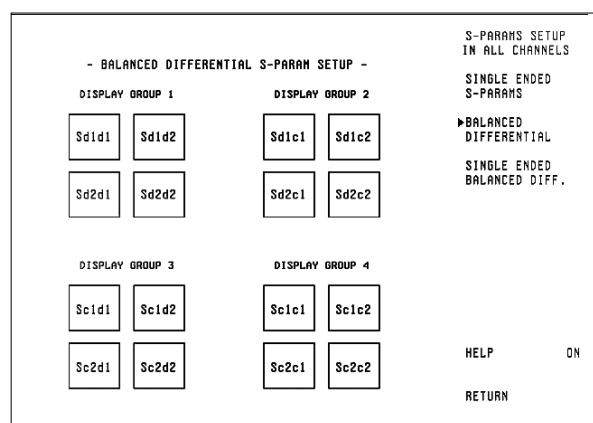 - BALANCED DIFFERENTIAL S-PARAM SETUP -
DISPLAY GROUP 1
Sd1d1 Sd1d2
Sd2d1 Sd2d2
DISPLAY GROUP 2
Sd1c1 Sd1c2
Sd2c1 Sd2c2
DISPLAY GROUP 3
Sc1d1 Sc1d2
Sc2d1 Sc2d2
DISPLAY GROUP 4
Sc1c1 Sc1c2
Sc2c1 Sc2c2
S-PARAMS SETUP
IN ALL CHANNELS
SINGLE ENDED
S-PARAMS
BALANCED
DIFFERENTIAL
SINGLE ENDED
BALANCED DIFF.
HELP ON
RETURN